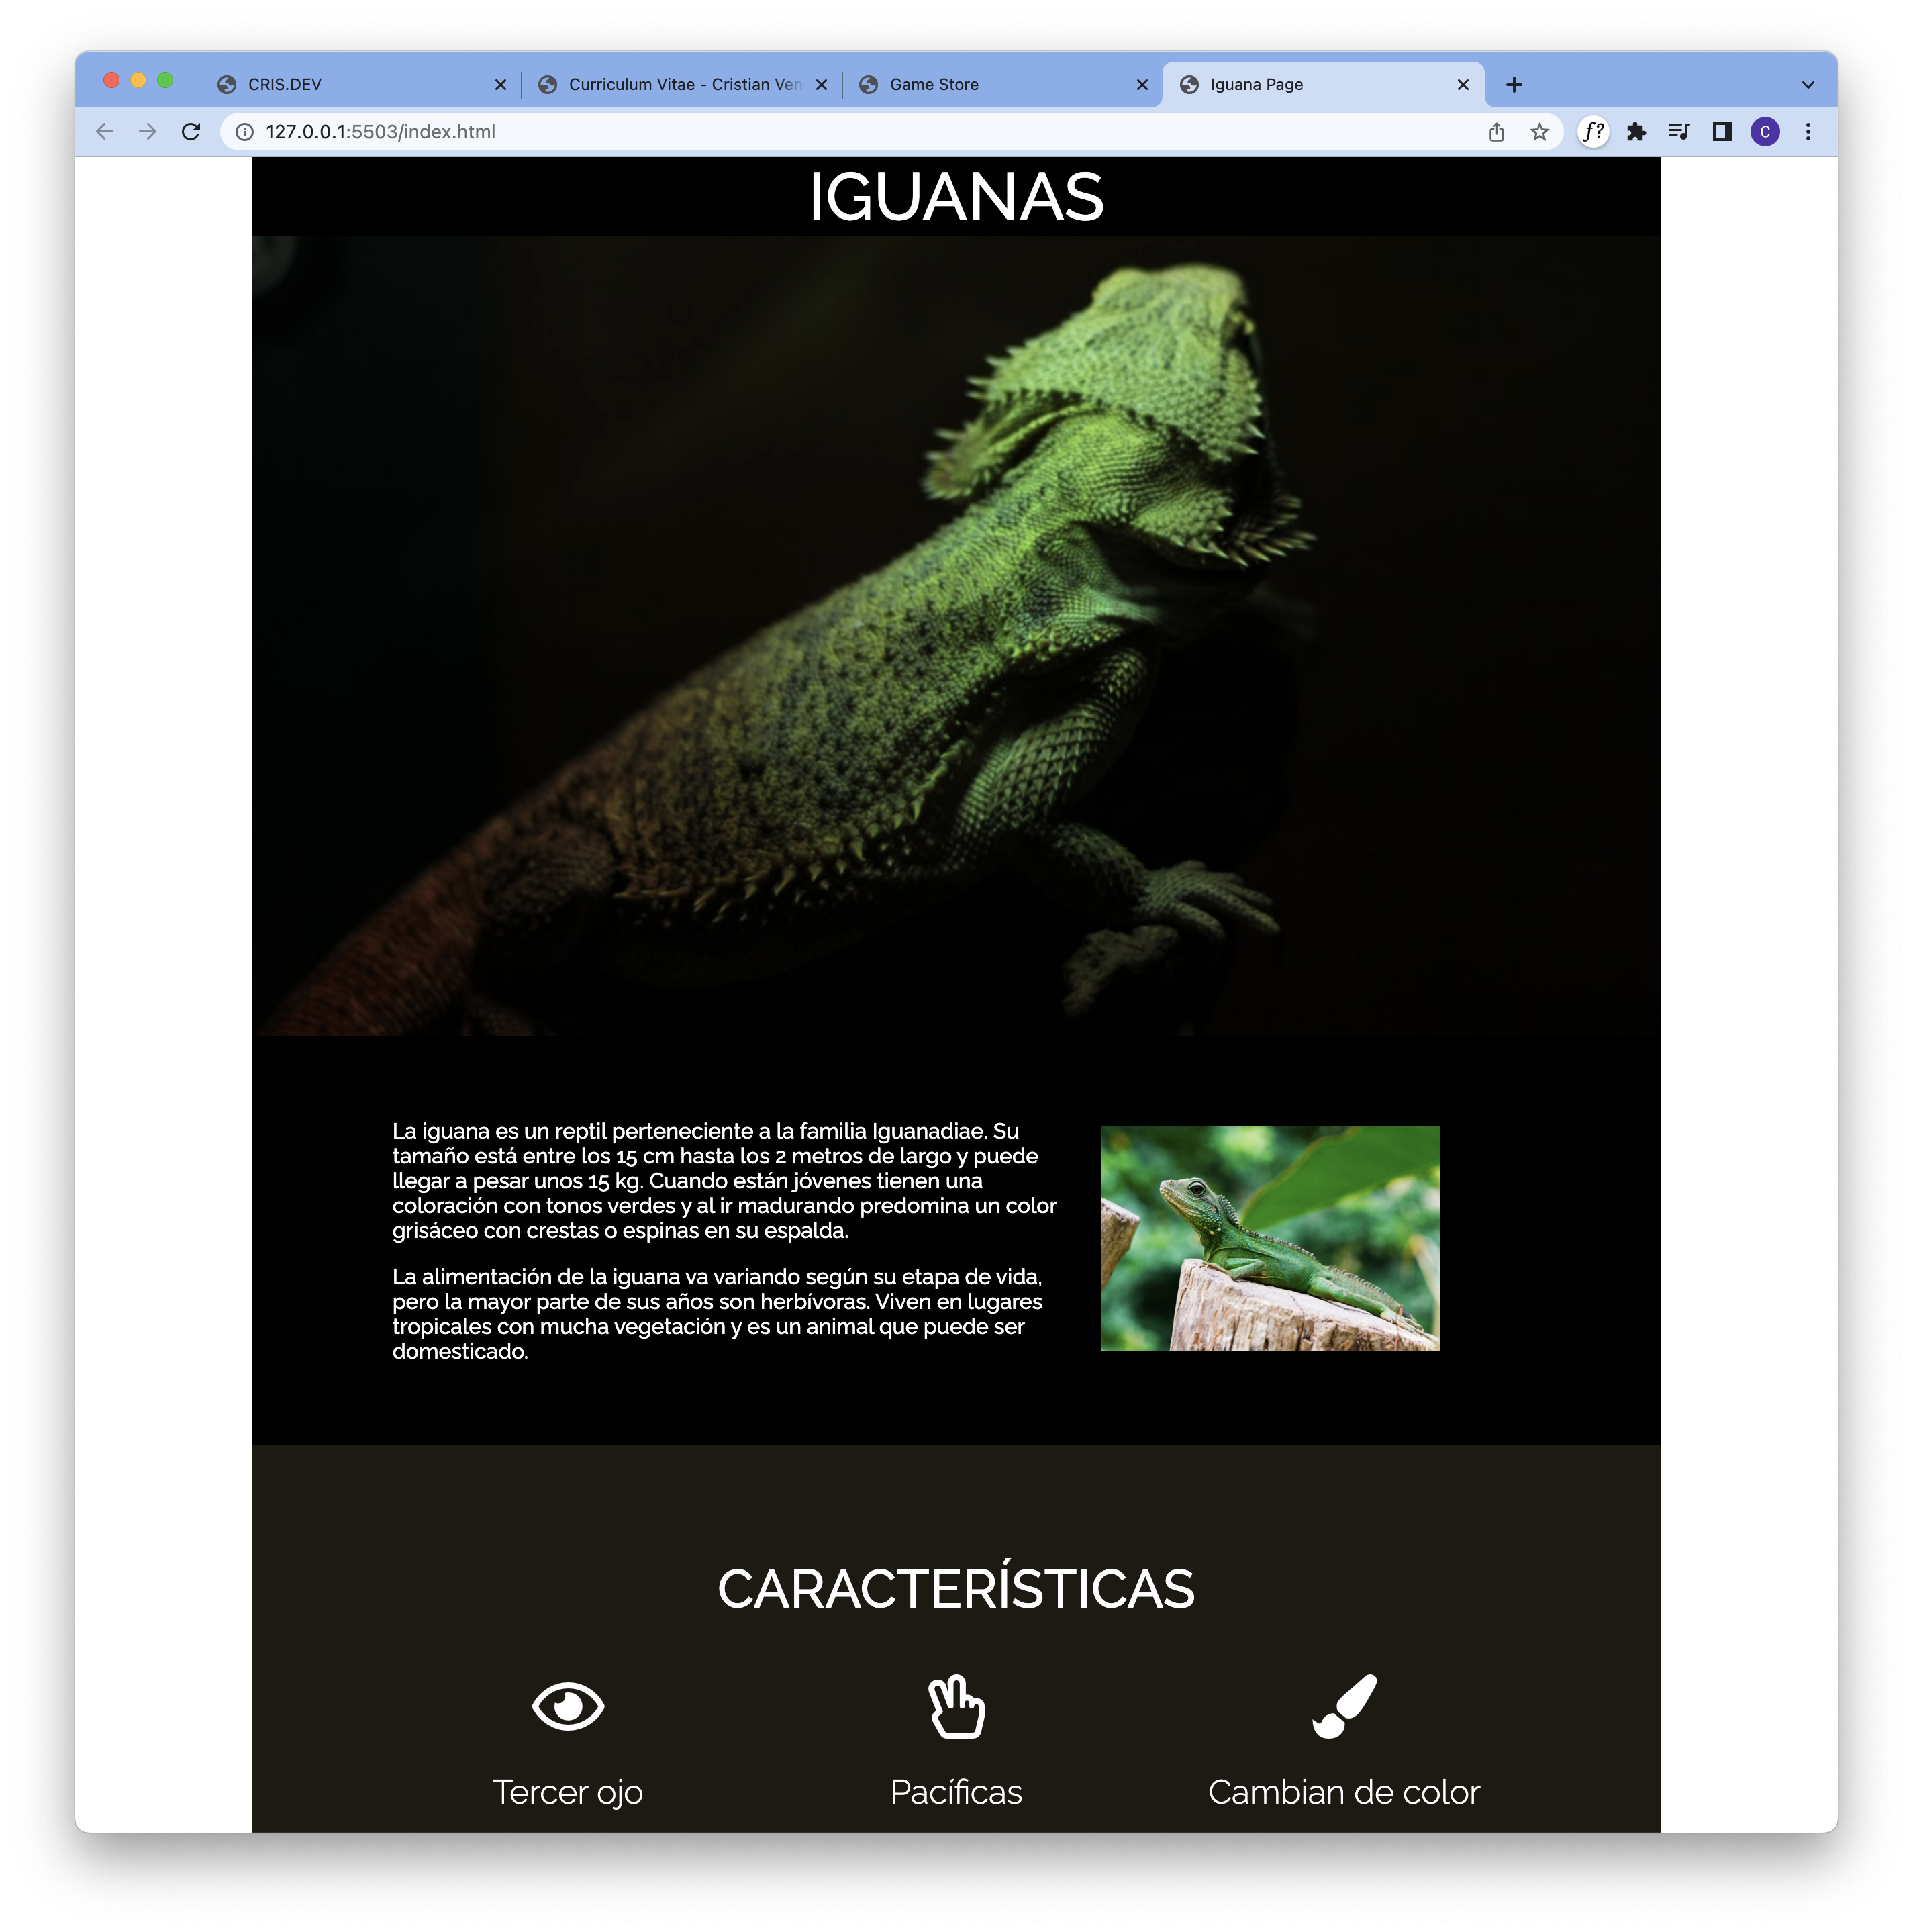 CRIS.DEV
Curriculum Vitae - Cristian Ven
Game Store
Iguana Page
127.0.0.1:5503/index.html
f?
C
IGUANAS
La iguana es un reptil perteneciente a la familia Iguanadiae. Su
tamaño está entre los 15 cm hasta los 2 metros de largo y puede
llegar a pesar unos 15 kg. Cuando están jóvenes tienen una
coloración con tonos verdes y al ir madurando predomina un color
grisáceo con crestas o espinas en su espalda.
La alimentación de la iguana va variando según su etapa de vida,
pero la mayor parte de sus años son herbívoras. Viven en lugares
tropicales con mucha vegetación y es un animal que puede ser
domesticado.
CARACTERÍSTICAS
Tercer ojo
Pacíficas
Cambian de color